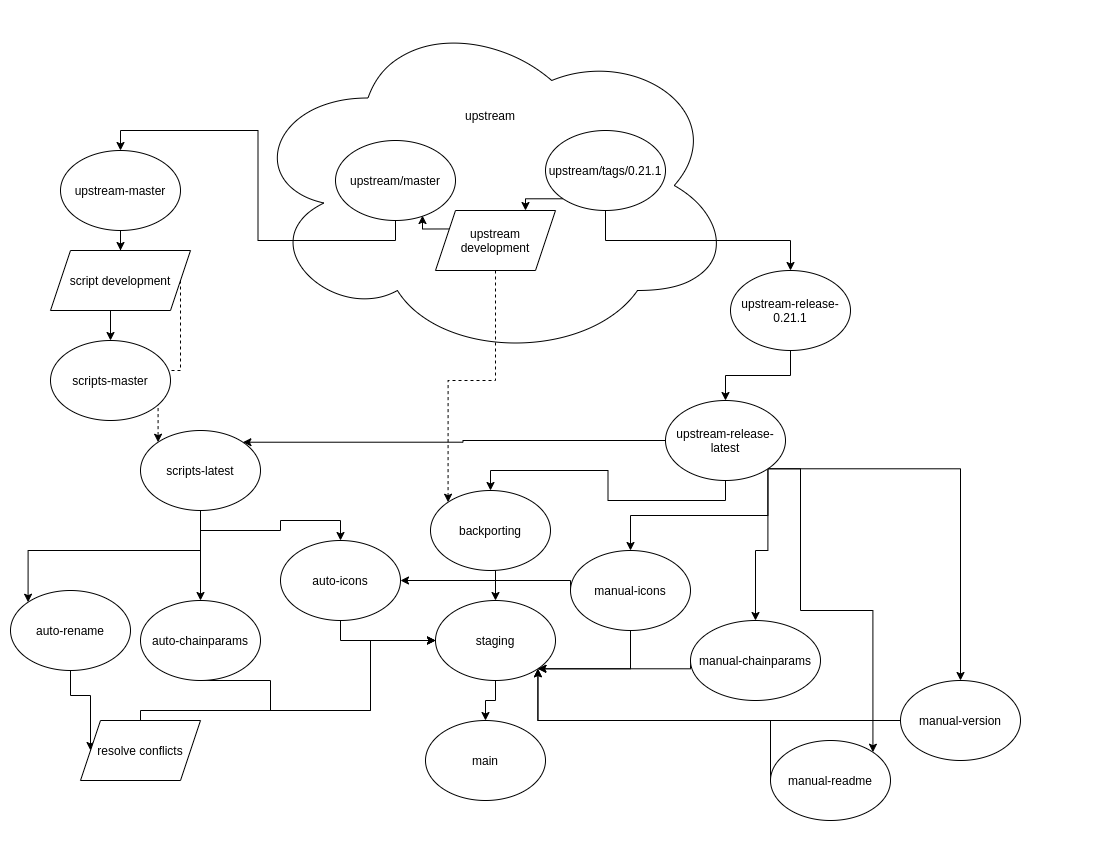 upstream
upstream/master
upstream/tags/0.21.1
upstream-master
upstream
development
script development
upstream-release-
0.21.1
scripts-master
upstream-release-
latest
scripts-latest
backporting
auto-icons
manual-icons
auto-rename
auto-chainparams
staging
manual-chainparams
manual-version
resolve conflicts
main
manual-readme